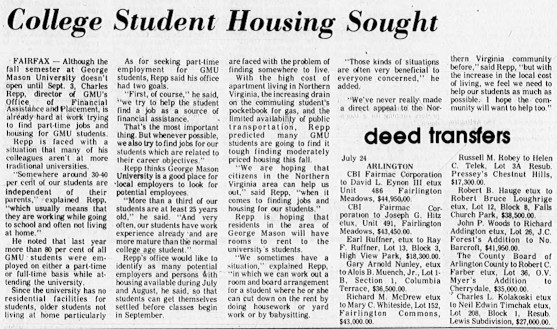 College Student Housing Sought
FAIRFAX — Although the
fall semester at George
Mason University doesn't
open until Sept. 3, Charles
Repp, director of GMU's
Office of Financial
Assistance and Placement, is
already hard at work trying
to find part-time jobs and
housing for GMU students.
Repp is faced with a
situation that many of his
colleagues aren't at more
traditional universities.
"Somewhere around 30-40
per cent of our students are
independent of their
parents," explained Repp,
"which usually means that
they are working while going
to school and often not living
at home."
He noted that last year
more than 80 per cent of all
GMU students were em-
ployed on either a part-time
or full-time basis while at-
tending the university.
Since the university has no
residential facilities for
students, older students not
living at home particularly
are faced with the problem of
finding somewhere to live.
As for seeking part-time
employment for GMU
students, Repp said his office
had two goals.
"First, of course," he said,
"we try to help the student
find a job as a source of
financial assistance.
That's the most important
thing. But whenever possible,
we also try to find jobs for our
students which are related to
their career objectives."
Repp thinks George Mason
University is a good place for
local employers to look for
potential employees.
"More than a third of our
students are at least 25 years
old," he said. "And very
often, our students have work
experience already and are
more mature than the normal
college age student."
Repp's office would like to
identify as many potential
employers and persons with
housing available during July
and August, he said, so that
students can get themselves
settled before classes begin
in September.
With the high cost of
apartment living in Northern
Virginia, the increasing drain
on the commuting student's
pocketbook for gas, and the
limited availability of public
transportation, Repp
predicted many GMU
students are going to find it
tough finding moderately
priced housing this fall.
"We are hoping that
citizens in the Northern
Virginia area can help us
out," said Repp, "when it
comes to finding jobs and
housing for our students."
Repp is hoping that
residents in the area of
George Mason will have
rooms to rent to the
university's students.
"We sometimes have a
situation," explained Repp,
"in which we can work out a
room and board arrangement
for a student where he or she
can cut down on the rent by
doing housework or yard
work or by babysitting.
"Those kinds of situations
are often very beneficial to
everyone concerned," he
added.
"We've never really made
a direct appeal to the Nor-
thern Virginia community
before," said Repp, "but with
the increase in the local cost
of living, we feel we need to
help our students as much as
possible. I hope the com-
munity will want to help too."
deed transfers
July 24
ARLINGTON
CBI Fairmac Corporation
to David L. Eynon III etux
Unit 486 Fairlington
Meadows, $44,950.00.
CBI Fairmac Cor-
poration to Joseph G. Hitz
etux, Unit 491, Fairlington
Meadows, $43,450.00.
Earl Ruffner, etux to Ray
F. Ruffner, Lot 13, Block 3,
High View Park, $18,300.00.
Gary Arnold Nunley, etux
to Alois B. Muench, Jr., Lot 1-
B, Section 1, Columbia
Terrace, $36,500.00.
Richard M. McDrew etux
to Mary C. Whiteside, Lot 152,
Fairlington Commons,
$43,000.00.
Russell M. Robey to Helen
C. Telek, Lot 3A Resub.
Pressey's Chestnut Hills,
$17,300.00.
Robert B. Hauge etux to
Robert Bruce Loughrige
etux, Lot 12, Block 8, Falls
Church Park, $38,500.00.
John P. Woods to Richard
Addington etux, Lot 26, J.C.
Forest's Addition to No.
Barcroft, $41,950.00.
The County Board of
Arlington County to Robert C.
Farber etux, Lot 36, O.V.
Myer's Addition to
Cherrydale, $35,000.00.
Charles L. Kolakoski etux
to Neil Edwin Timchak etux,
Lot 208, Block 1, Resub.
Lewis Subdivision, $27,000.00.